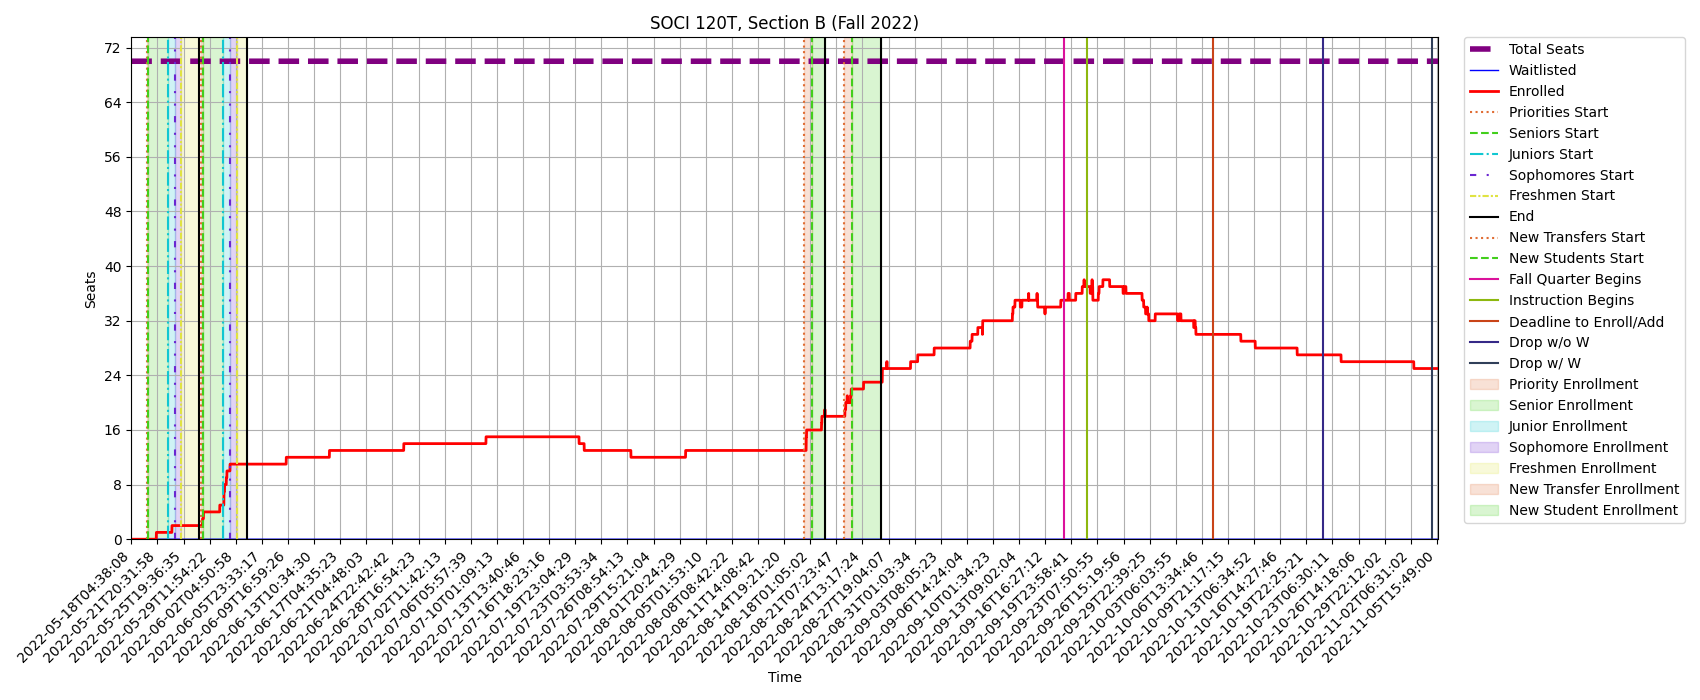 SOCI 120T, Section B (Fall 2022)
72
64
56
48
40
32
24
16
8
0
Seats
2022-05-18T04:38:08
2022-05-21T20:31:58
2022-05-25T19:36:35
2022-05-29T11:54:22
2022-06-02T04:50:58
2022-06-05T23:33:17
2022-06-09T16:59:26
2022-06-13T10:34:30
2022-06-17T04:35:23
2022-06-21T04:48:03
2022-06-24T22:42:42
2022-06-28T16:54:23
2022-07-02T11:42:13
2022-07-06T05:57:39
2022-07-10T01:09:13
2022-07-13T13:40:46
2022-07-16T18:23:16
2022-07-19T23:04:29
2022-07-23T03:53:34
2022-07-26T08:54:13
2022-07-29T15:21:04
2022-08-01T20:24:29
2022-08-05T01:53:10
2022-08-08T08:42:22
2022-08-11T14:08:42
2022-08-14T19:21:20
2022-08-18T01:05:02
2022-08-21T07:23:47
2022-08-24T13:17:24
2022-08-27T19:04:07
2022-08-31T01:03:34
2022-09-03T08:05:23
2022-09-06T14:24:04
2022-09-10T01:34:23
2022-09-13T09:02:04
2022-09-16T16:27:12
2022-09-19T23:58:41
2022-09-23T07:50:55
2022-09-26T15:19:56
2022-09-29T22:39:25
2022-10-03T06:03:55
2022-10-06T13:34:46
2022-10-09T21:17:15
2022-10-13T06:34:52
2022-10-16T14:27:46
2022-10-19T22:25:21
2022-10-23T06:30:11
2022-10-26T14:18:06
2022-10-29T22:12:02
2022-11-02T06:31:02
2022-11-05T15:49:00
Time
Total Seats
Waitlisted
Enrolled
Priorities Start
Seniors Start
Juniors Start
Sophomores Start
Freshmen Start
End
New Transfers Start
New Students Start
Fall Quarter Begins
Instruction Begins
Deadline to Enroll/Add
Drop w/o W
Drop w/ W
Priority Enrollment
Senior Enrollment
Junior Enrollment
Sophomore Enrollment
Freshmen Enrollment
New Transfer Enrollment
New Student Enrollment